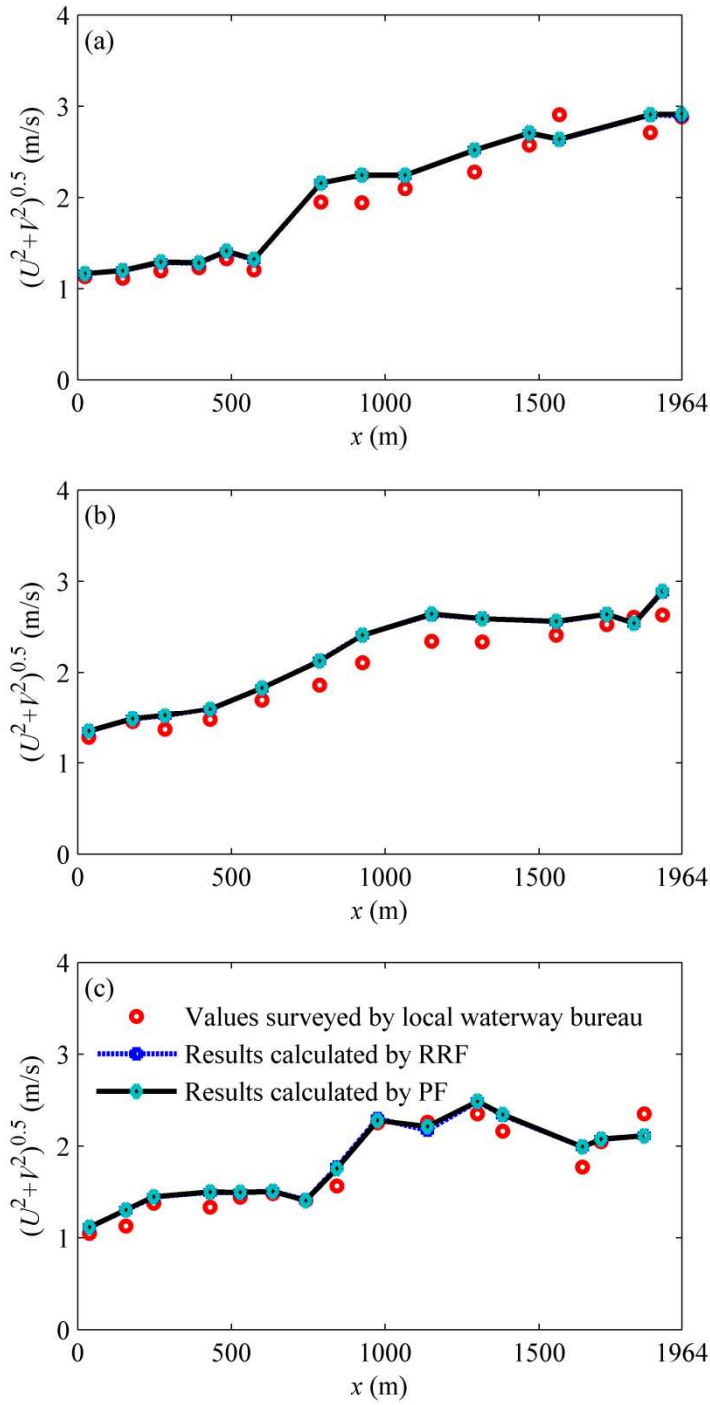 4
(a)
3
2
1
0
(U²+V²)^0.5 (m/s)
0 500 1000 1500 1964
x (m)
4
(b)
3
2
1
0
(U²+V²)^0.5 (m/s)
0 500 1000 1500 1964
x (m)
4
(c)
Values surveyed by local waterway bureau
3
Results calculated by RRF
Results calculated by PF
2
1
0
(U²+V²)^0.5 (m/s)
0 500 1000 1500 1964
x (m)